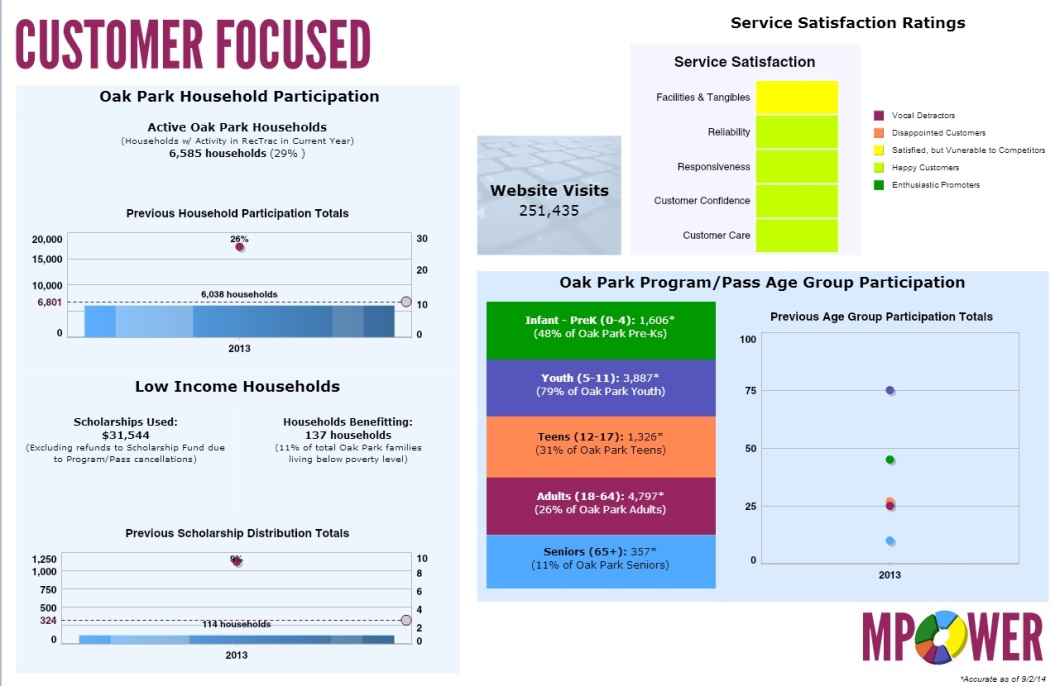 CUSTOMER FOCUSED
Oak Park Household Participation
Active Oak Park Households
(Households w/ Activity in RecTrac in Current Year)
6,585 households (29% )
Previous Household Participation Totals
20,000
15,000
10,000
6,801
0
26%
6,038 households
30
20
10
0
2013
Low Income Households
Scholarships Used:
$31,544
(Excluding refunds to Scholarship Fund due
to Program/Pass cancellations)
Households Benefitting:
137 households
(11% of total Oak Park families
living below poverty level)
Previous Scholarship Distribution Totals
1,250
1,000
750
500
324
0
9%
114 households
10
8
6
4
2
0
2013
Website Visits
251,435
Service Satisfaction Ratings
Service Satisfaction
Facilities & Tangibles
Reliability
Responsiveness
Customer Confidence
Customer Care
Vocal Detractors
Disappointed Customers
Satisfied, but Vunerable to Competitors
Happy Customers
Enthusiastic Promoters
Oak Park Program/Pass Age Group Participation
Infant - PreK (0-4): 1,606*
(48% of Oak Park Pre-Ks)
Youth (5-11): 3,887*
(79% of Oak Park Youth)
Teens (12-17): 1,326*
(31% of Oak Park Teens)
Adults (18-64): 4,797*
(26% of Oak Park Adults)
Seniors (65+): 357*
(11% of Oak Park Seniors)
Previous Age Group Participation Totals
100
75
50
25
0
2013
MPOWER
*Accurate as of 9/2/14